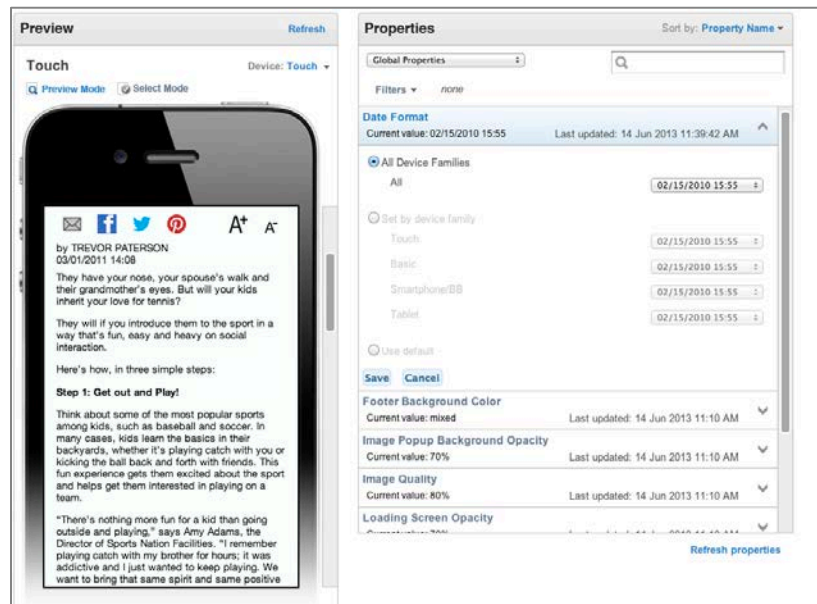 Preview
Refresh
Touch
Device: Touch
Preview Mode
Select Mode
f
A+
A-
by TREVOR PATERSON
03/01/2011 14:08
They have your nose, your spouse's walk and
their grandmother's eyes. But will your kids
inherit your love for tennis?
They will if you introduce them to the sport in a
way that's fun, easy and heavy on social
interaction.
Here's how, in three simple steps:
Step 1: Get out and Play!
Think about some of the most popular sports
among kids, such as baseball and soccer. In
many cases, kids learn the basics in their
backyards, whether it's playing catch with you or
kicking the ball back and forth with friends. This
fun experience gets them excited about the sport
and helps get them interested in playing on a
team.
"There's nothing more fun for a kid than going
outside and playing," says Amy Adams, the
Director of Sports Nation Facilities. "I remember
playing catch with my brother for hours; it was
addictive and I just wanted to keep playing. We
want to bring that same spirit and same positive
Properties
Sort by: Property Name
Global Properties
Filters
none
Date Format
Current value: 02/15/2010 15:55
Last updated: 14 Jun 2013 11:39:42 AM
All Device Families
All
02/15/2010 15:55
Set by device family
Touch
02/15/2010 15:55
Basic
02/15/2010 15:55
Smartphone/BB
02/15/2010 15:55
Tablet
02/15/2010 15:55
Use default
Save
Cancel
Footer Background Color
Current value: mixed
Last updated: 14 Jun 2013 11:10 AM
Image Popup Background Opacity
Current value: 70%
Last updated: 14 Jun 2013 11:10 AM
Image Quality
Current value: 80%
Last updated: 14 Jun 2013 11:10 AM
Loading Screen Opacity
Refresh properties